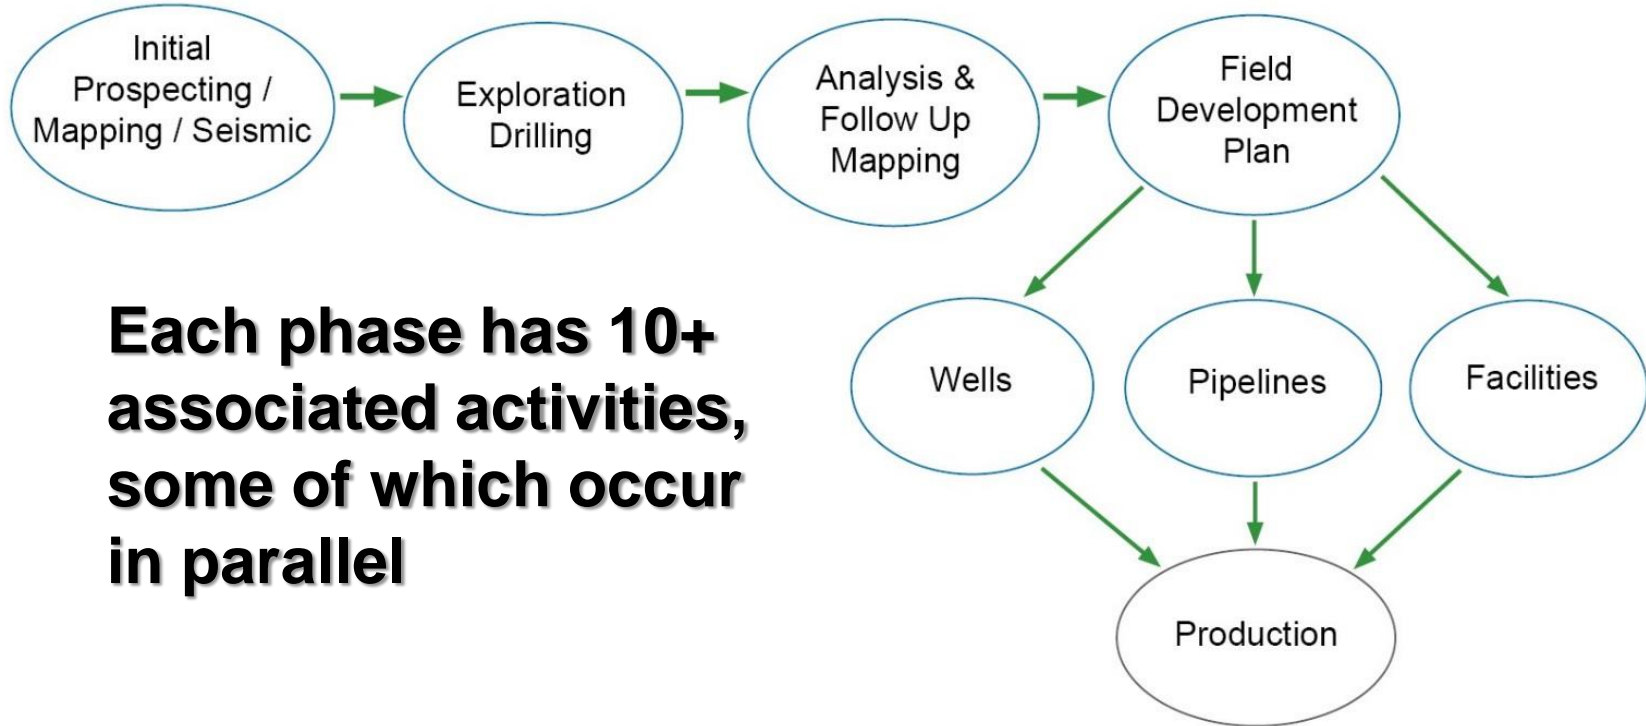 Initial
Prospecting /
Mapping / Seismic
Exploration
Drilling
Analysis &
Follow Up
Mapping
Field
Development
Plan
Each phase has 10+
associated activities,
some of which occur
in parallel
Wells
Pipelines
Facilities
Production